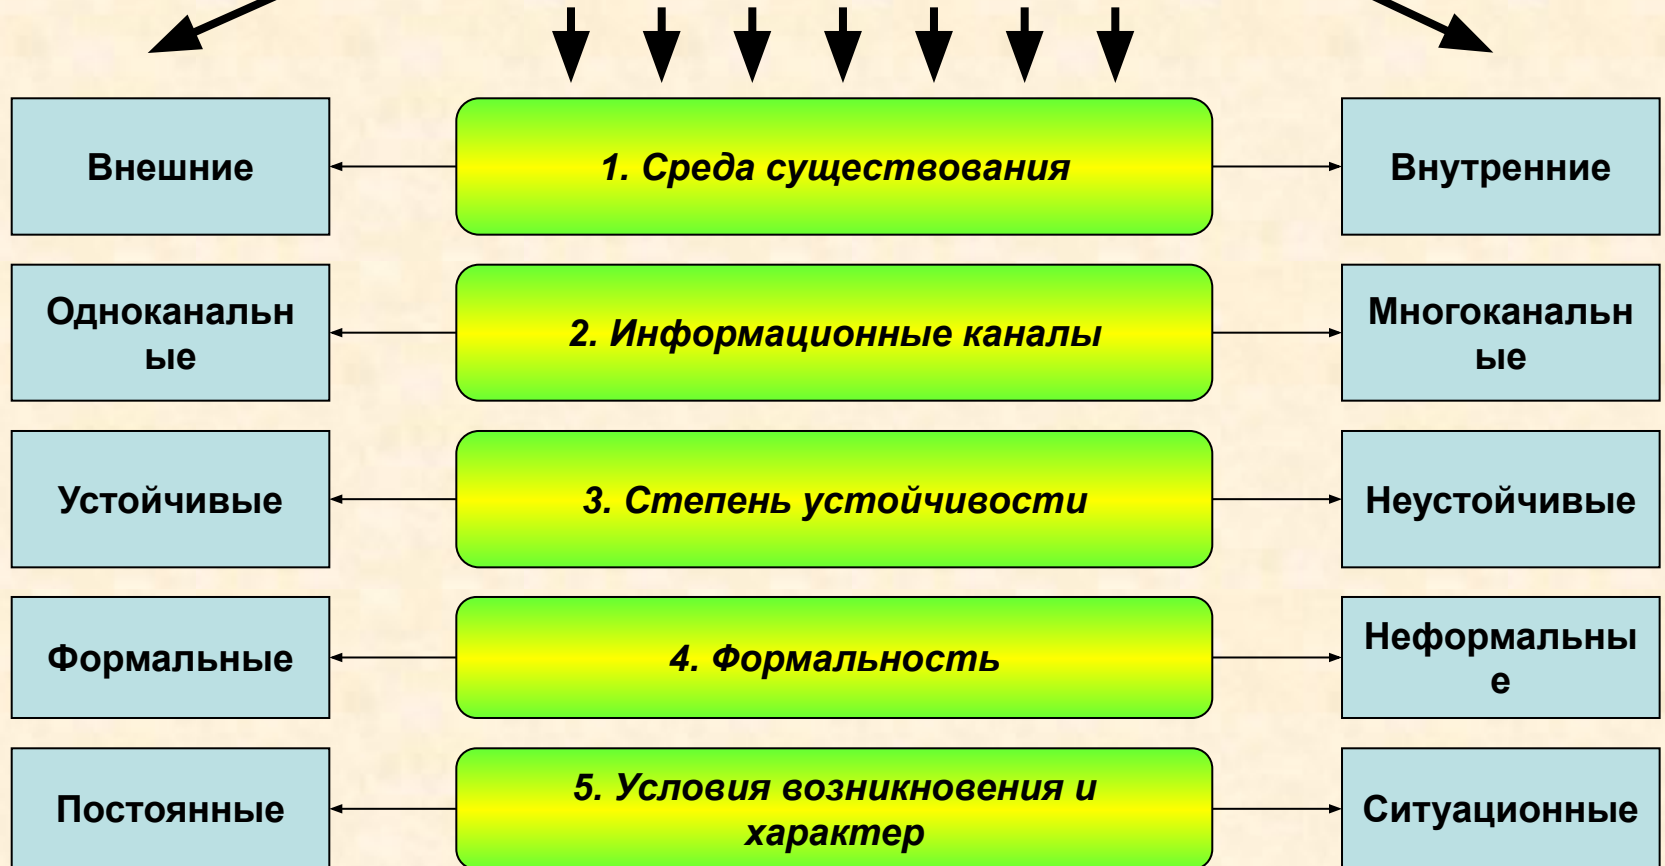 Внешние
1. Среда существования
Внутренние
Одноканальн
ые
2. Информационные каналы
Многоканальн
ые
Устойчивые
3. Степень устойчивости
Неустойчивые
Формальные
4. Формальность
Неформальны
е
Постоянные
5. Условия возникновения и
характер
Ситуационные